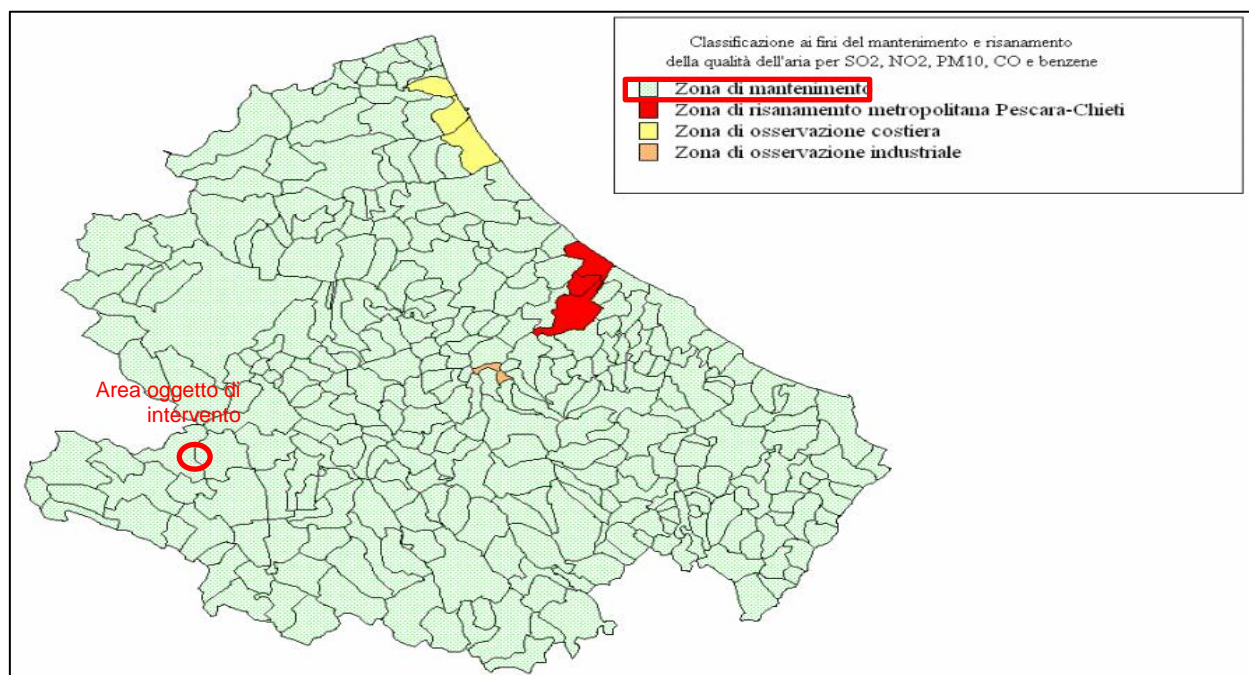 Classificazione ai fini del mantenimento e risanamento
della qualità dell'aria per SO2, NO2, PM10, CO e benzene
Zona di mantenimento
Zona di risanamemto metropolitana Pescara-Chieti
Zona di osservazione costiera
Zona di osservazione industriale
Area oggetto di
intervento